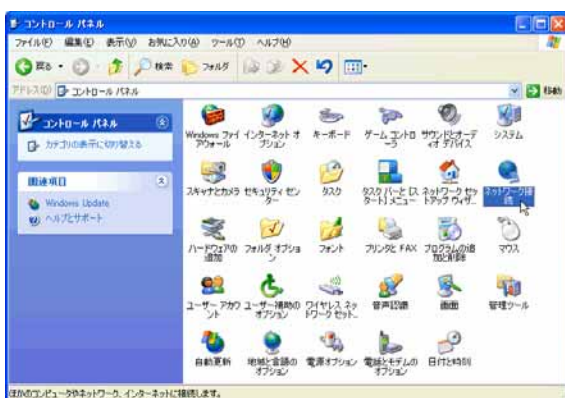 コントロール パネル
ファイル(F) 編集(E) 表示(V) お気に入り(A) ツール(T) ヘルプ(H)
戻る 検索 フォルダ
アドレス(D) コントロール パネル 移動
コントロール パネル
カテゴリの表示に切り替える
関連項目
Windows Update
ヘルプとサポート
Windows ファイ
アウォール
インターネット オ
プション
キーボード
ゲーム コントロ
ーラ
サウンドとオーデ
ィオ デバイス
システム
スキャナとカメラ
セキュリティ セン
ター
タスク
タスク バーと [ス
タート] メニュー
ネットワーク セッ
トアップ ウィザ...
ネットワーク接
続
ハードウェアの
追加
フォルダ オプショ
ン
フォント
プリンタと FAX
プログラムの追
加と削除
マウス
ユーザー アカウ
ント
ユーザー補助の
オプション
ワイヤレス ネッ
トワーク セット...
音声認識
画面
管理ツール
自動更新
地域と言語の
オプション
電源オプション
電話とモデムの
オプション
日付と時刻
ほかのコンピュータやネットワーク、インターネットに接続します。